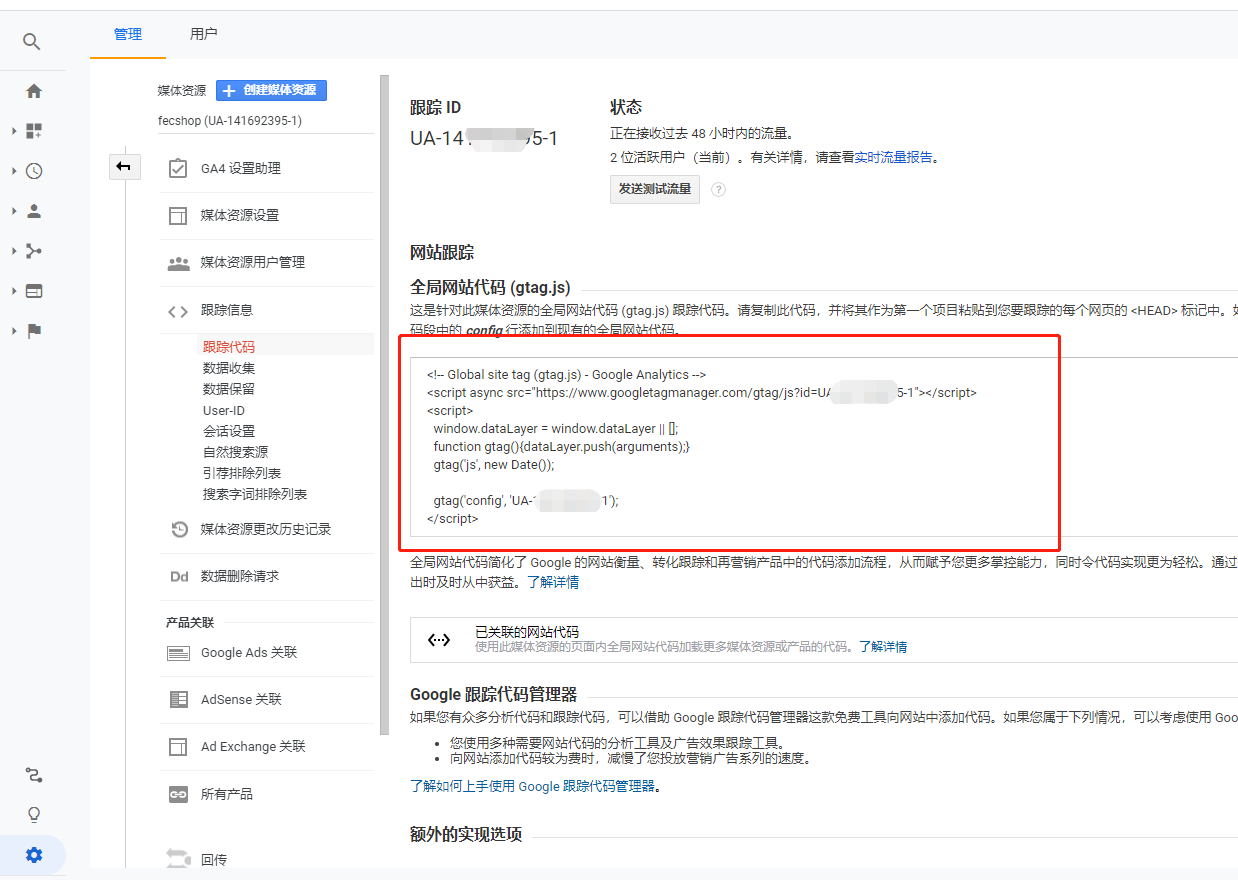 管理
用户
媒体资源
创建媒体资源
fecshop (UA-141692395-1)
GA4 设置助理
媒体资源设置
媒体资源用户管理
跟踪信息
跟踪代码
数据收集
数据保留
User-ID
会话设置
自然搜索源
引荐排除列表
搜索字词排除列表
媒体资源更改历史记录
Dd 数据删除请求
产品关联
Google Ads 关联
AdSense 关联
Ad Exchange 关联
所有产品
回传
跟踪 ID
UA-14 5-1
状态
正在接收过去 48 小时内的流量。
2 位活跃用户（当前）。有关详情，请查看实时流量报告。
发送测试流量 ?
网站跟踪
全局网站代码 (gtag.js)
这是针对此媒体资源的全局网站代码 (gtag.js) 跟踪代码。请复制此代码，并将其作为第一个项目粘贴到您要跟踪的每个网页的 <HEAD> 标记中。如
码段中的 config 行添加到现有的全局网站代码。
<!-- Global site tag (gtag.js) - Google Analytics -->
<script async src="https://www.googletagmanager.com/gtag/js?id=UA 5-1"></script>
<script>
window.dataLayer = window.dataLayer || [];
function gtag(){dataLayer.push(arguments);}
gtag('js', new Date());
gtag('config', 'UA- 1');
</script>
全局网站代码简化了 Google 的网站衡量、转化跟踪和再营销产品中的代码添加流程，从而赋予您更多掌控能力，同时令代码实现更为轻松。通过
出时及时从中获益。了解详情
已关联的网站代码
使用此媒体资源的页面内全局网站代码加载更多媒体资源或产品的代码。了解详情
Google 跟踪代码管理器
如果您有众多分析代码和跟踪代码，可以借助 Google 跟踪代码管理器这款免费工具向网站中添加代码。如果您属于下列情况，可以考虑使用 Goo
• 您使用多种需要网站代码的分析工具及广告效果跟踪工具。
• 向网站添加代码较为费时，减慢了您投放营销广告系列的速度。
了解如何上手使用 Google 跟踪代码管理器。
额外的实现选项